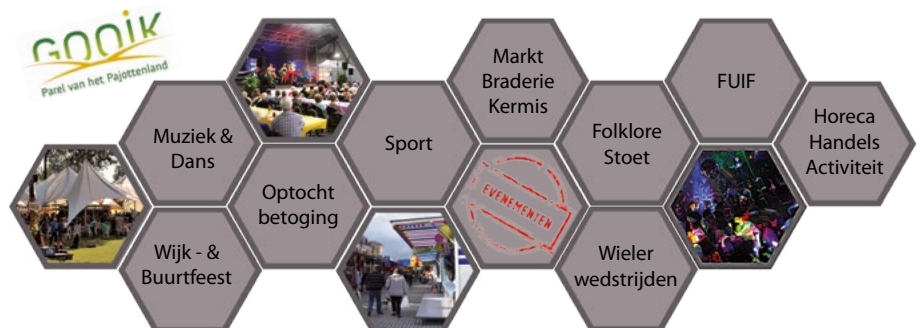 GOOIK
Parel van het Pajottenland
Muziek &
Dans
Wijk - &
Buurtfeest
Optocht
betoging
Sport
Markt
Braderie
Kermis
EVENEMENTEN
Folklore
Stoet
Wieler
wedstrijden
FUIF
Horeca
Handels
Activiteit